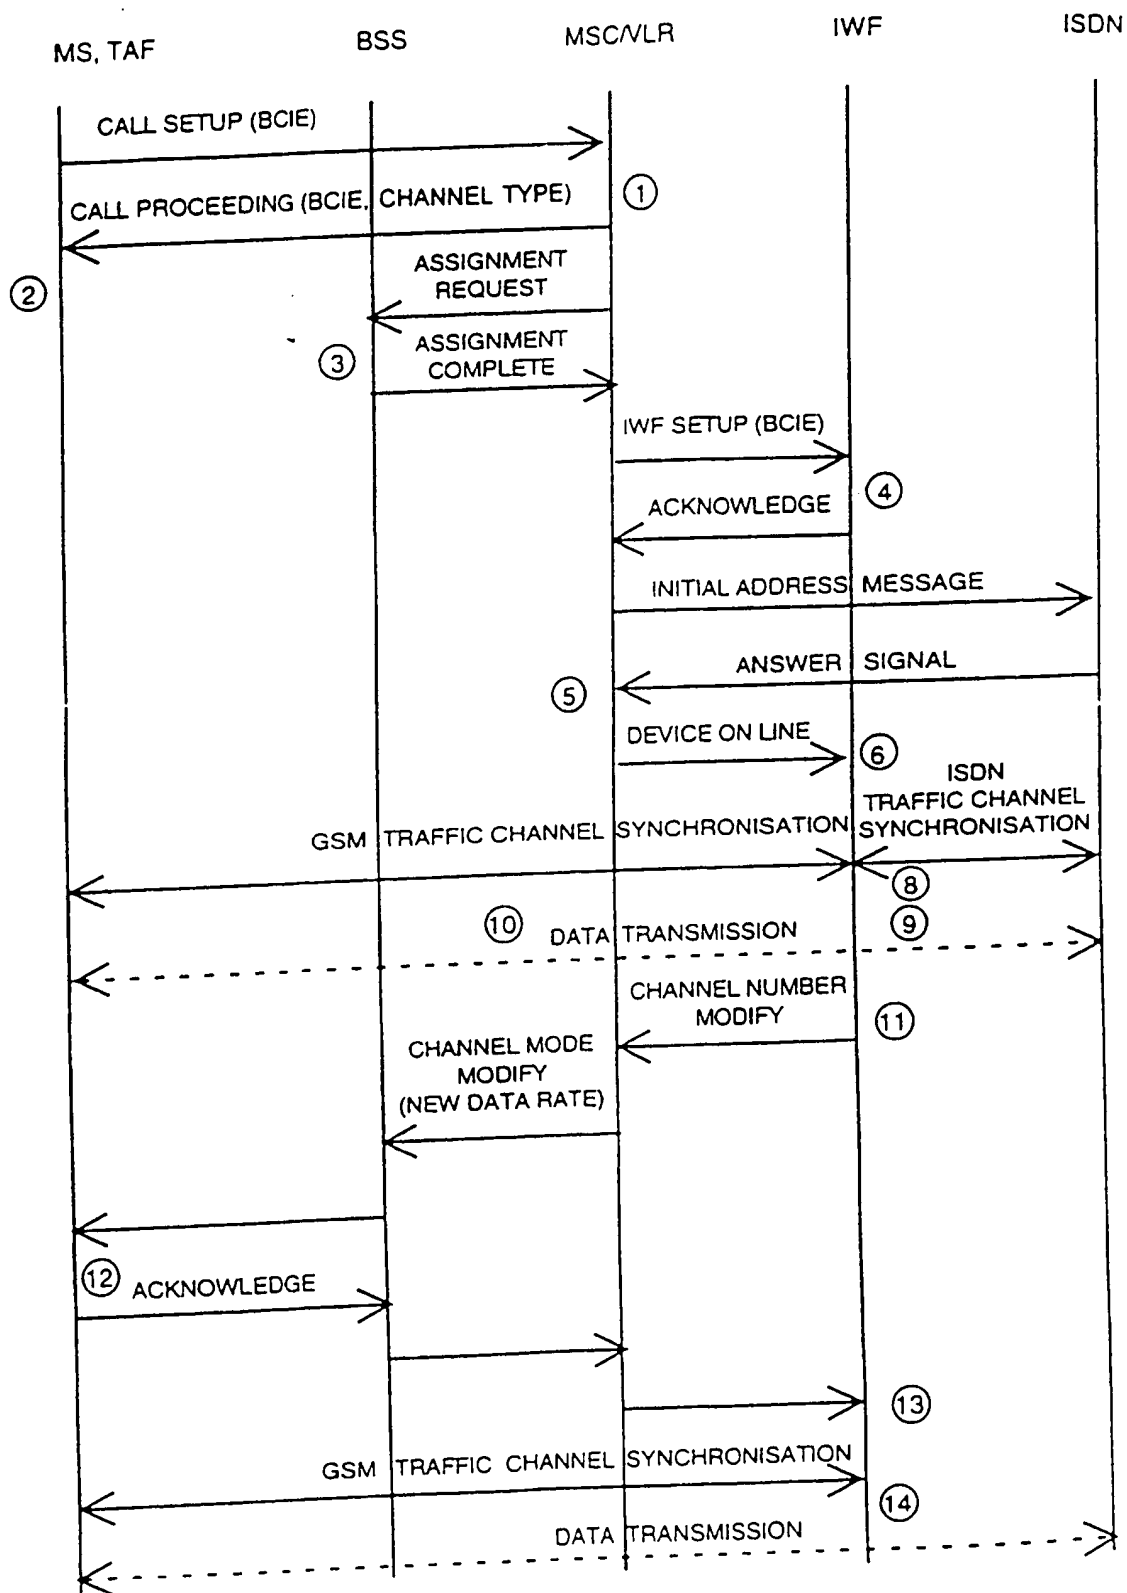 MS, TAF BSS MSC/VLR IWF ISDN
CALL SETUP (BCIE)
①
CALL PROCEEDING (BCIE, CHANNEL TYPE)
②
ASSIGNMENT
REQUEST
③
ASSIGNMENT
COMPLETE
IWF SETUP (BCIE)
④
ACKNOWLEDGE
INITIAL ADDRESS MESSAGE
ANSWER SIGNAL
⑤
DEVICE ON LINE
⑥
ISDN
TRAFFIC CHANNEL
SYNCHRONISATION
GSM TRAFFIC CHANNEL SYNCHRONISATION
⑧
⑨
⑩
DATA TRANSMISSION
CHANNEL NUMBER
MODIFY
⑪
CHANNEL MODE
MODIFY
(NEW DATA RATE)
⑫
ACKNOWLEDGE
⑬
GSM TRAFFIC CHANNEL SYNCHRONISATION
⑭
DATA TRANSMISSION